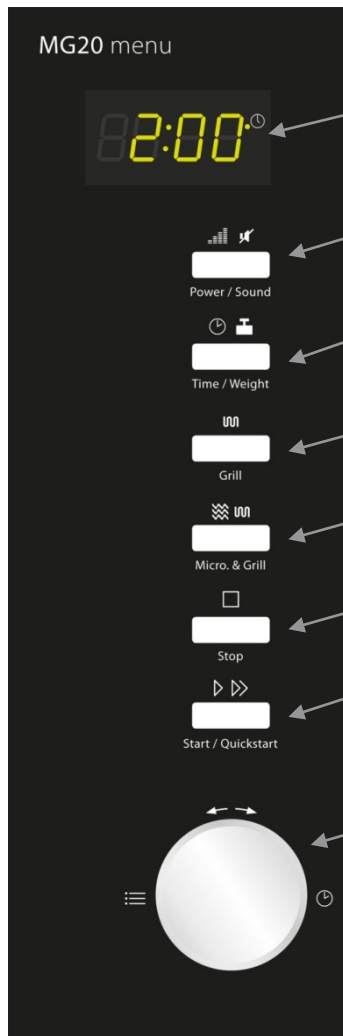 MG20 menu
2:00
Power / Sound
Time / Weight
Grill
Micro. & Grill
Stop
Start / Quickstart